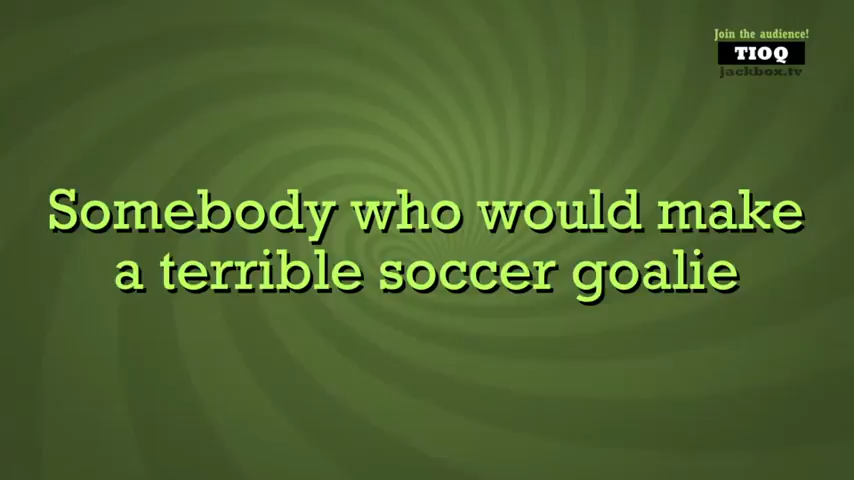 Join the audience!
TIOQ
jackbox.tv
Somebody who would make
a terrible soccer goalie